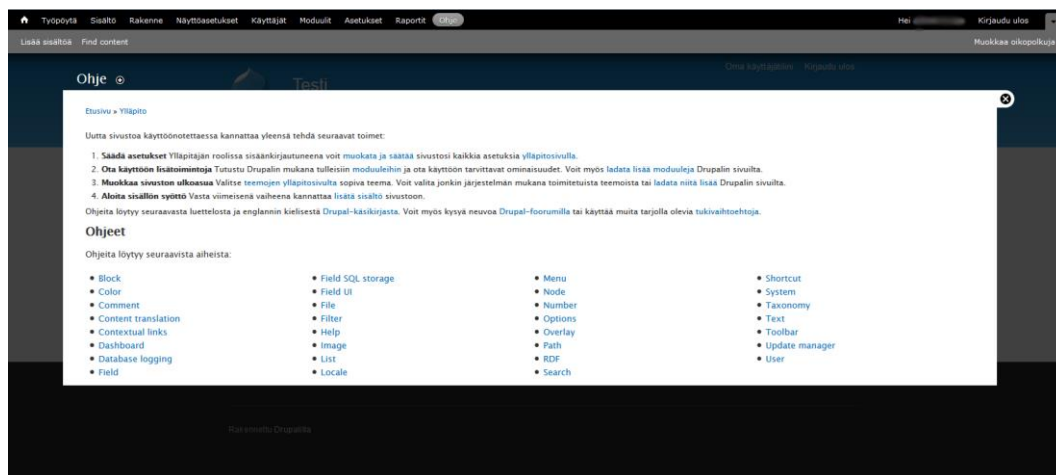 Työpöytä Sisältö Rakenne Näyttöasetukset Käyttäjät Moduulit Asetukset Raportit Ohje Hei Kirjaudu ulos
Lisää sisältöä Find content Muokkaa oikopolkuja
Oma käyttäjätilini Kirjaudu ulos
Ohje
Testi
Etusivu » Ylläpito
Uutta sivustoa käyttöönotettaessa kannattaa yleensä tehdä seuraavat toimet:
1. Säädä asetukset Ylläpitäjän roolissa sisäänkirjautuneena voit muokata ja säätää sivustosi kaikkia asetuksia ylläpitosivulla.
2. Ota käyttöön lisätoimintoja Tutustu Drupalin mukana tulleisiin moduuleihin ja ota käyttöön tarvittavat ominaisuudet. Voit myös ladata lisää moduuleja Drupalin sivuilta.
3. Muokkaa sivuston ulkoasua Valitse teemojen ylläpitosivulta sopiva teema. Voit valita jonkin järjestelmän mukana toimitetuista teemoista tai ladata niitä lisää Drupalin sivuilta.
4. Aloita sisällön syöttö Vasta viimeisenä vaiheena kannattaa lisätä sisältö sivustoon.
Ohjeita löytyy seuraavasta luettelosta ja englannin kielisestä Drupal-käsikirjasta. Voit myös kysyä neuvoa Drupal-foorumilla tai käyttää muita tarjolla olevia tukivaihtoehtoja.
Ohjeet
Ohjeita löytyy seuraavista aiheista:
• Block
• Color
• Comment
• Content translation
• Contextual links
• Dashboard
• Database logging
• Field
• Field SQL storage
• Field UI
• File
• Filter
• Help
• Image
• List
• Locale
• Menu
• Node
• Number
• Options
• Overlay
• Path
• RDF
• Search
• Shortcut
• System
• Taxonomy
• Text
• Toolbar
• Update manager
• User
Rakennettu Drupalilla